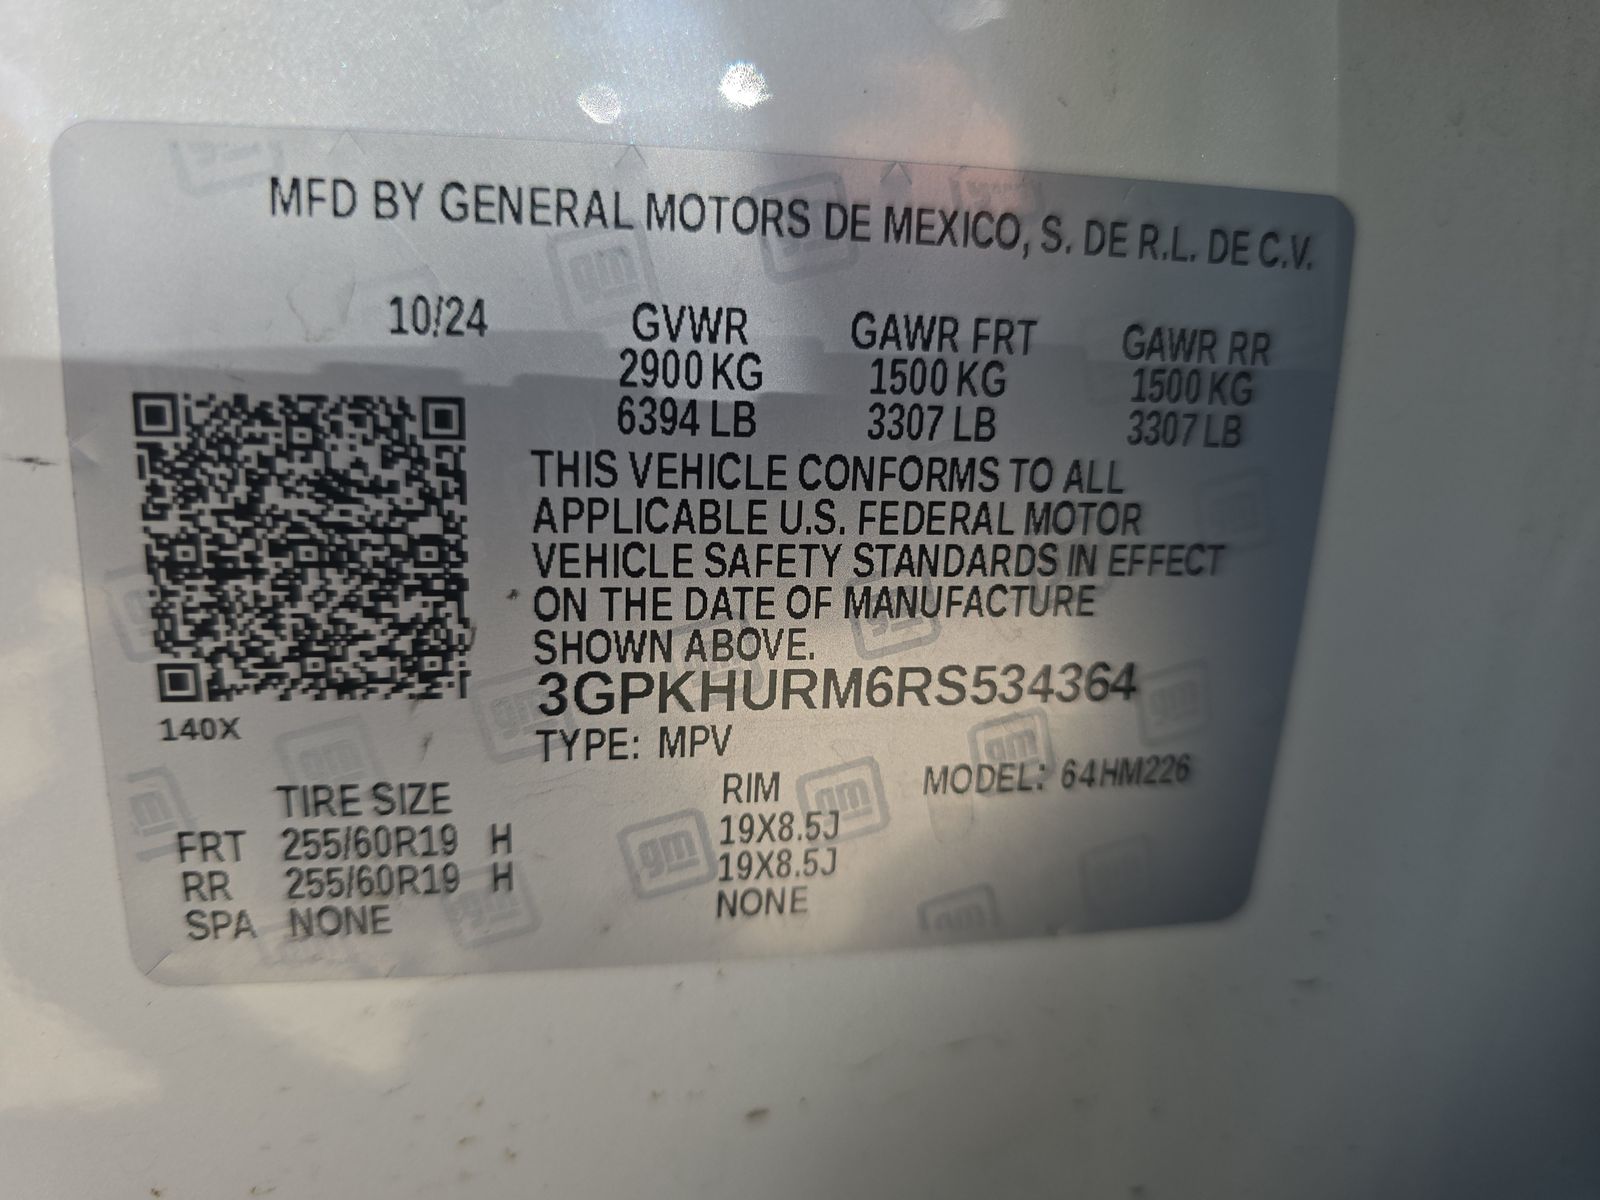 MFD BY GENERAL MOTORS DE MEXICO, S. DE R.L. DE C.V.
10/24 GVWR GAWR FRT GAWR RR
2900 KG 1500 KG 1500 KG
6394 LB 3307 LB 3307 LB
THIS VEHICLE CONFORMS TO ALL
APPLICABLE U.S. FEDERAL MOTOR
VEHICLE SAFETY STANDARDS IN EFFECT
ON THE DATE OF MANUFACTURE
SHOWN ABOVE.
3GPKHURM6RS534364
140X
TYPE: MPV
TIRE SIZE RIM MODEL: 64HM226
FRT 255/60R19 H 19X8.5J
RR 255/60R19 H 19X8.5J
SPA NONE NONE
gm